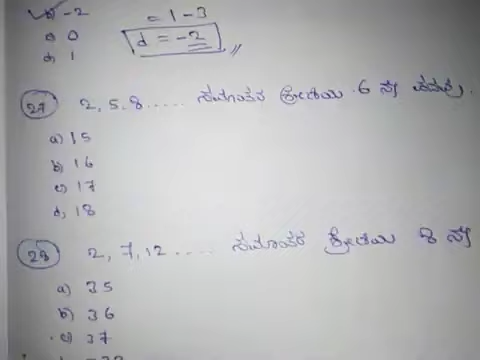 b) -2 = 1 - 3
c) 0 d = -2
d) 1
27 2, 5, 8 ..... ಸಮಾಂತರ ಶ್ರೇಢಿಯ 6 ನೇ ಪದವು.
a) 15
b) 16
c) 17
d) 18
28 2, 7, 12 ..... ಸಮಾಂತರ ಶ್ರೇಢಿಯ 8 ನೇ
a) 35
b) 36
c) 37